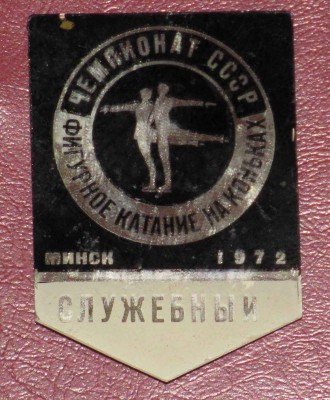 ЧЕМПИОНАТ СССР
ФИГУРНОЕ КАТАНИЕ НА КОНЬКАХ
МИНСК 1972
СЛУЖЕБНЫЙ